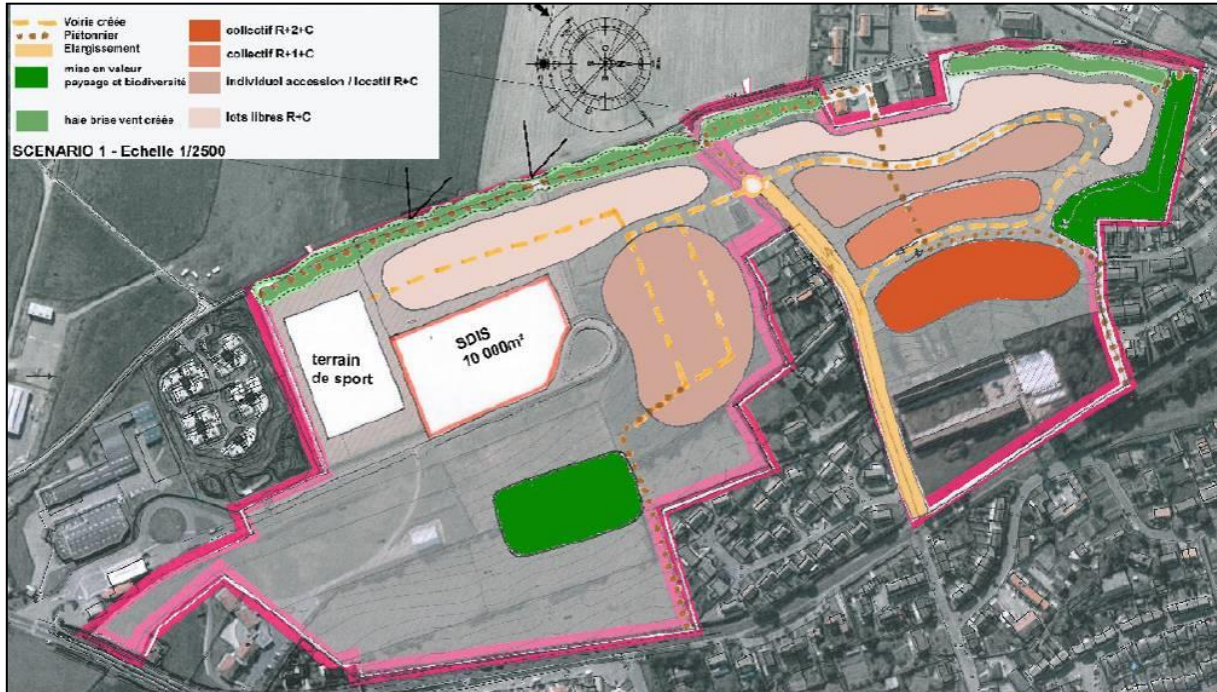 Voirie créée
Piétonnier
Elargissement
mise en valeur
paysage et biodiversité
haie brise vent créée
collectif R+2+C
collectif R+1+C
individuel accession / locatif R+C
lots libres R+C
SCENARIO 1 - Echelle 1/2500
terrain
de sport
SDIS
10 000m²